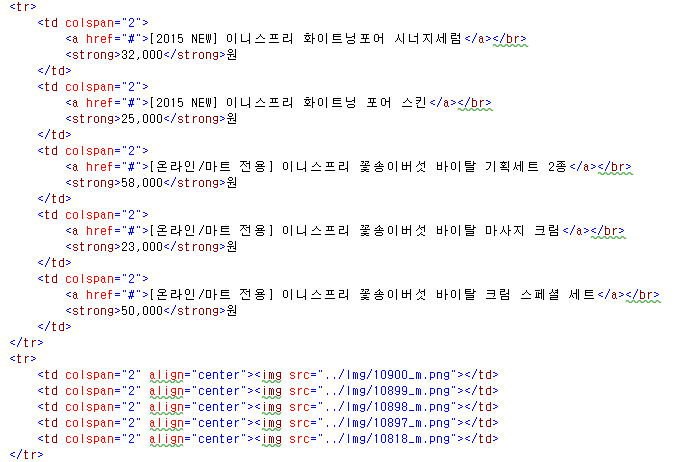 <tr>
<td colspan="2">
<a href="#">[2015 NEW] 이니스프리 화이트닝포어 시너지세럼</a></br>
<strong>32,000</strong>원
</td>
<td colspan="2">
<a href="#">[2015 NEW] 이니스프리 화이트닝 포어 스킨</a></br>
<strong>25,000</strong>원
</td>
<td colspan="2">
<a href="#">[온라인/마트 전용] 이니스프리 꽃송이버섯 바이탈 기획세트 2종</a></br>
<strong>58,000</strong>원
</td>
<td colspan="2">
<a href="#">[온라인/마트 전용] 이니스프리 꽃송이버섯 바이탈 마사지 크림</a></br>
<strong>23,000</strong>원
</td>
<td colspan="2">
<a href="#">[온라인/마트 전용] 이니스프리 꽃송이버섯 바이탈 크림 스페셜 세트</a></br>
<strong>50,000</strong>원
</td>
</tr>
<tr>
<td colspan="2" align="center"><img src="../Img/10900_m.png"></td>
<td colspan="2" align="center"><img src="../Img/10899_m.png"></td>
<td colspan="2" align="center"><img src="../Img/10898_m.png"></td>
<td colspan="2" align="center"><img src="../Img/10897_m.png"></td>
<td colspan="2" align="center"><img src="../Img/10818_m.png"></td>
</tr>